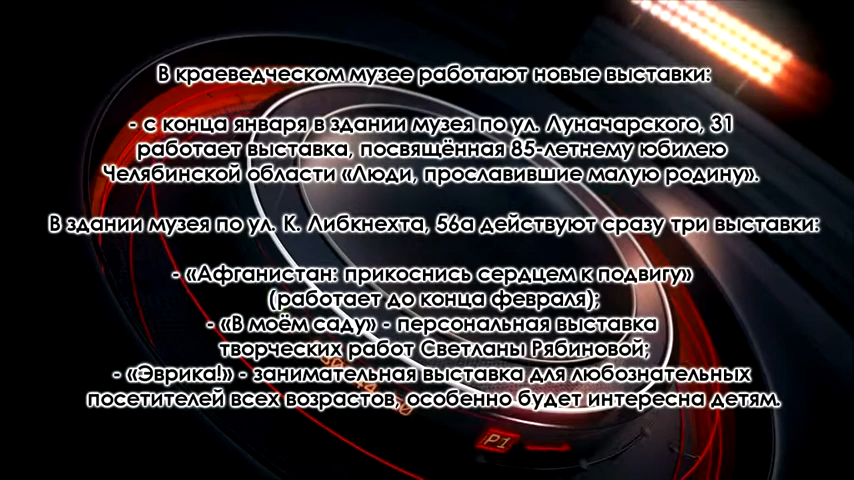 В краеведческом музее работают новые выставки:
- с конца января в здании музея по ул. Луначарского, 31
работает выставка, посвящённая 85-летнему юбилею
Челябинской области «Люди, прославившие малую родину».
В здании музея по ул. К. Либкнехта, 56а действуют сразу три выставки:
- «Афганистан: прикоснись сердцем к подвигу»
(работает до конца февраля);
- «В моём саду» - персональная выставка
творческих работ Светланы Рябиновой;
- «Эврика!» - занимательная выставка для любознательных
посетителей всех возрастов, особенно будет интересна детям.
P1